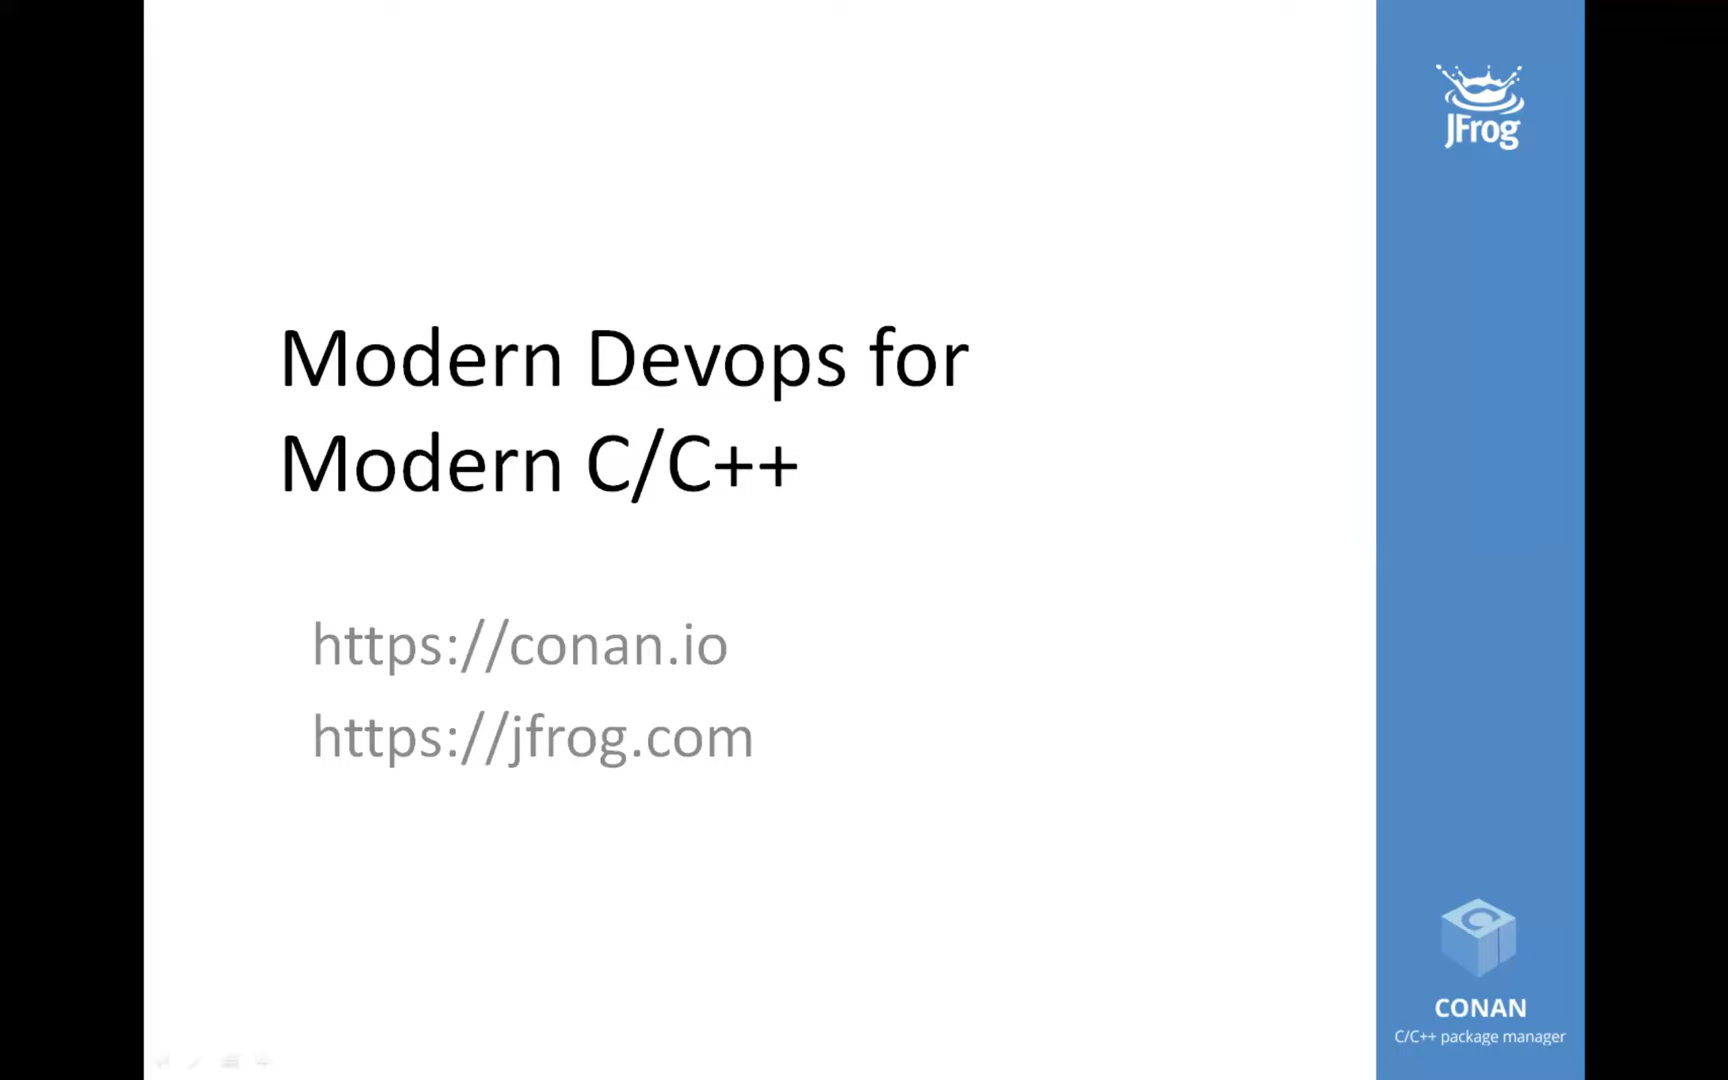 JFrog
Modern Devops for
Modern C/C++
https://conan.io
https://jfrog.com
CONAN
C/C++ package manager